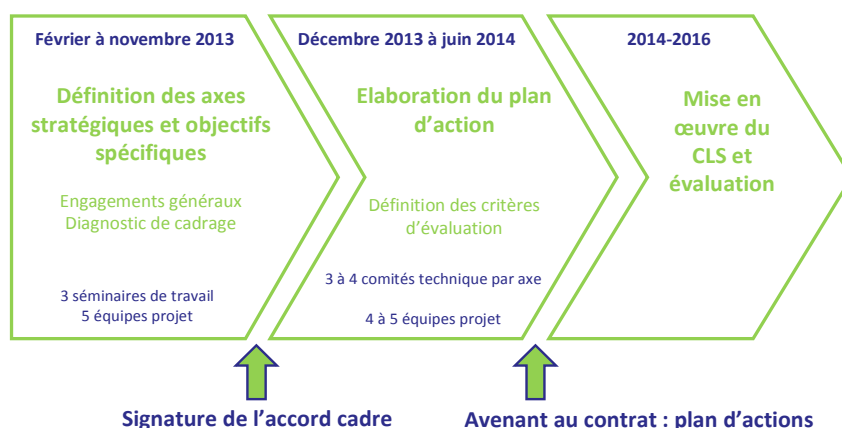 Février à novembre 2013
Définition des axes
stratégiques et objectifs
spécifiques
Engagements généraux
Diagnostic de cadrage
3 séminaires de travail
5 équipes projet
Décembre 2013 à juin 2014
Elaboration du plan
d’action
Définition des critères
d’évaluation
3 à 4 comités technique par axe
4 à 5 équipes projet
2014-2016
Mise en
œuvre du
CLS et
évaluation
Signature de l’accord cadre
Avenant au contrat : plan d’actions